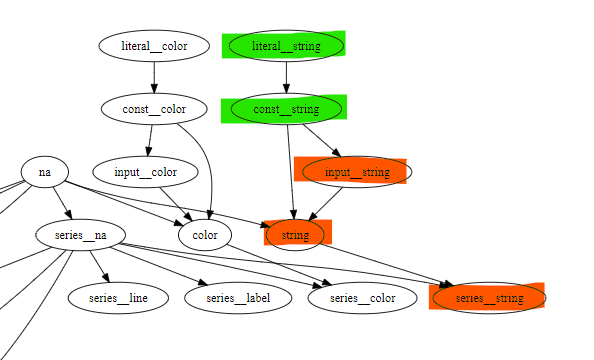 literal__color literal__string
const__color const__string
na input__color input__string
series__na color string
series__line series__label series__color series__string